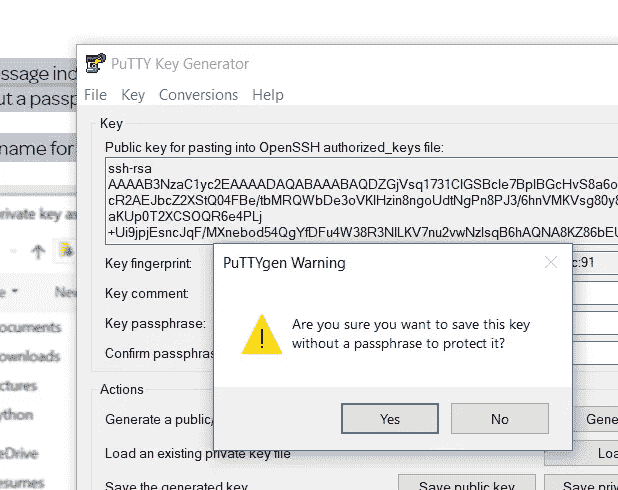 ssage ind
PuTTY Key Generator
ut a passp
File Key Conversions Help
Key
name for
Public key for pasting into OpenSSH authorized_keys file:
ssh-rsa
AAAAB3NzaC1yc2EAAAADAQABAAABAQDZGjVsq1731ClGSBcIe7BplBGcHvS8a6o
cR2AEJbcZ2XStQ04FBe/tbMRQWbDe3oVKlHzin8ngoUdtNgPn8PJ3/6hnVMKVsg80y8
rivate key as
aKUp0T2XCSOQR6e4PLj
+Ui9jpjEsncJqF/MXnebod54QgYfDFu4W38R3NlLKV7nu2vwNzlsqB6hAQNA8KZ86bEU
Key fingerprint:
c:91
PuTTYgen Warning
Key comment:
Nev
Key passphrase:
Are you sure you want to save this key
without a passphrase to protect it?
ocuments
Confirm passphras
ownloads
ctures
Actions
ython
Generate a public/
Yes
No
Gene
Load an existing private key file
Loa
eDrive
Save the generated key
Save public key
Save priv
esumes